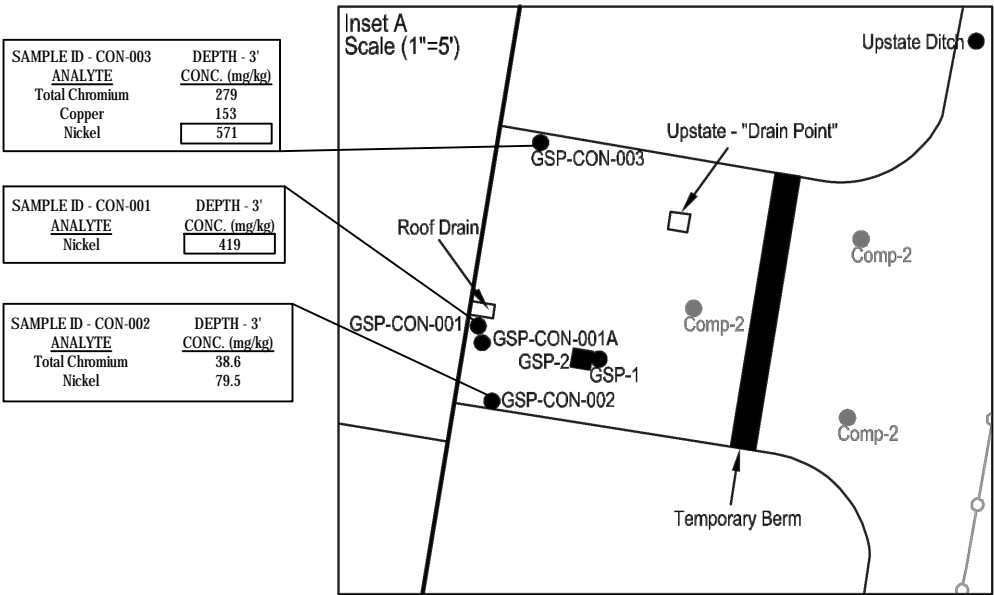 SAMPLE ID - CON-003 DEPTH - 3'
ANALYTE CONC. (mg/kg)
Total Chromium 279
Copper 153
Nickel 571
SAMPLE ID - CON-001 DEPTH - 3'
ANALYTE CONC. (mg/kg)
Nickel 419
SAMPLE ID - CON-002 DEPTH - 3'
ANALYTE CONC. (mg/kg)
Total Chromium 38.6
Nickel 79.5
Inset A
Scale (1"=5')
Upstate Ditch
Upstate - "Drain Point"
GSP-CON-003
Roof Drain
Comp-2
GSP-CON-001
Comp-2
GSP-CON-001A
GSP-2
GSP-1
GSP-CON-002
Comp-2
Temporary Berm